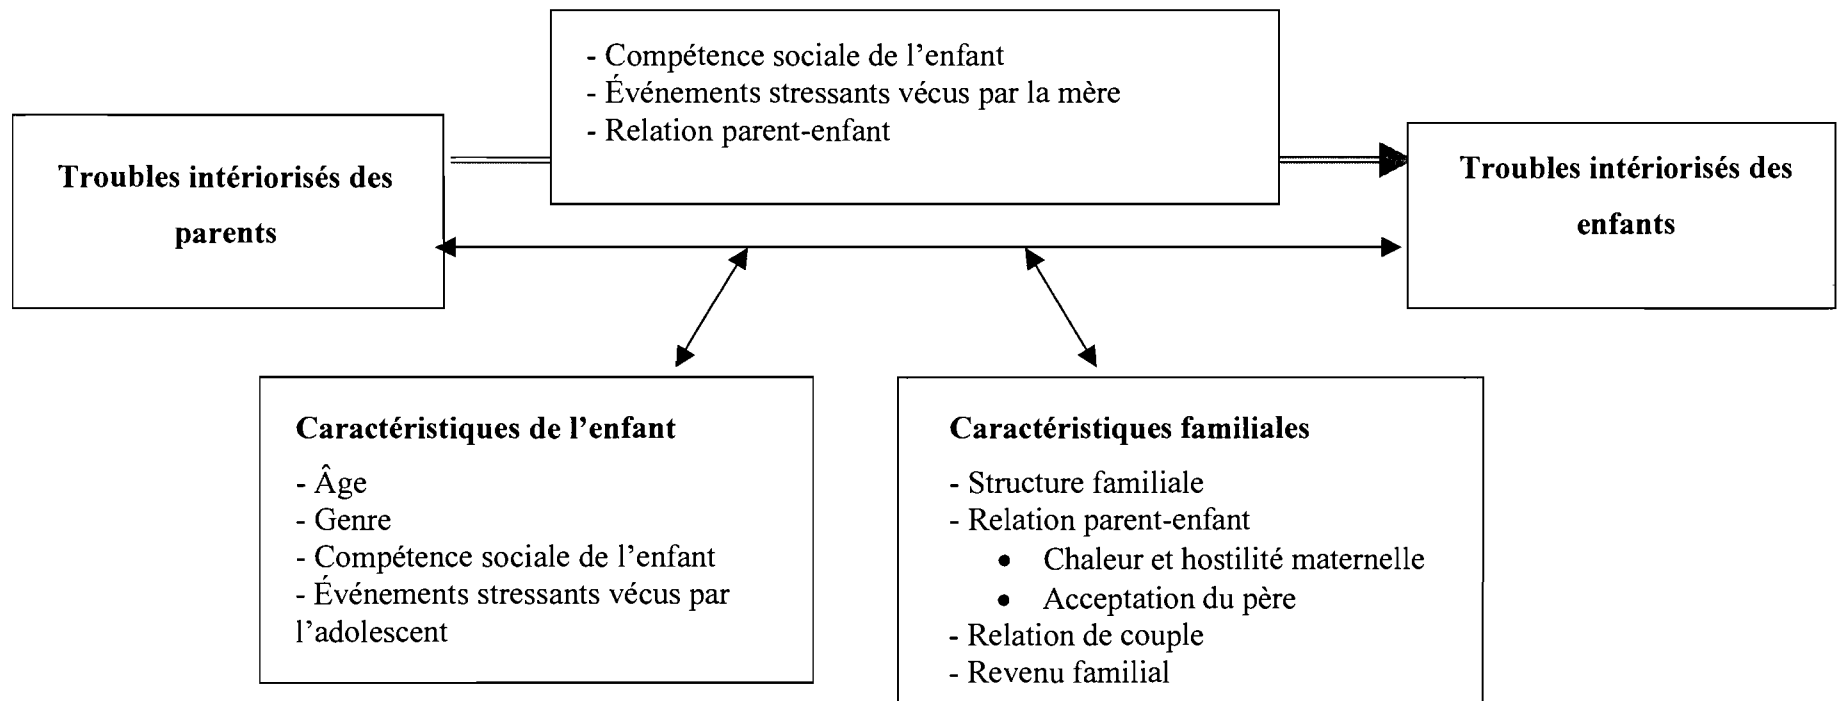 - Compétence sociale de l'enfant
- Événements stressants vécus par la mère
- Relation parent-enfant
Troubles intériorisés des
parents
Troubles intériorisés des
enfants
Caractéristiques de l'enfant
- Âge
- Genre
- Compétence sociale de l'enfant
- Événements stressants vécus par
l'adolescent
Caractéristiques familiales
- Structure familiale
- Relation parent-enfant
• Chaleur et hostilité maternelle
• Acceptation du père
- Relation de couple
- Revenu familial